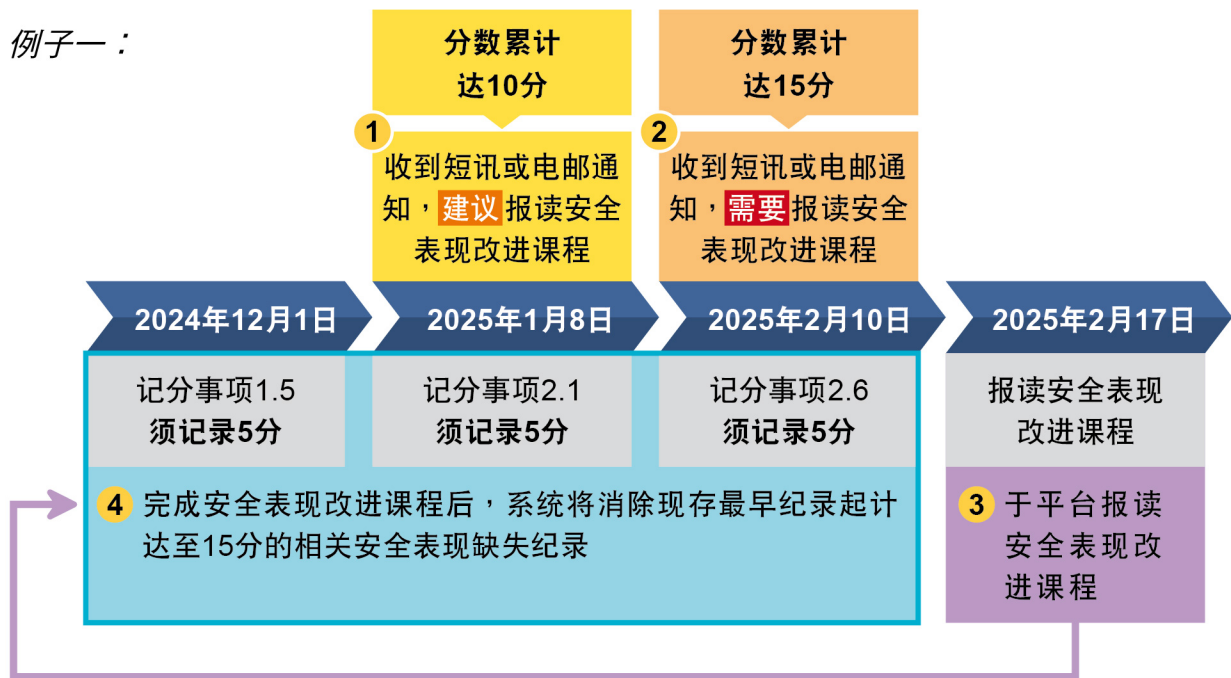 例子一：
分数累计
达10分
分数累计
达15分
1
收到短讯或电邮通
知，建议报读安全
表现改进课程
2
收到短讯或电邮通
知，需要报读安全
表现改进课程
2024年12月1日
2025年1月8日
2025年2月10日
2025年2月17日
记分事项1.5
须记录5分
记分事项2.1
须记录5分
记分事项2.6
须记录5分
报读安全表现
改进课程
4 完成安全表现改进课程后，系统将消除现存最早纪录起计
达至15分的相关安全表现缺失纪录
3 于平台报读
安全表现改
进课程